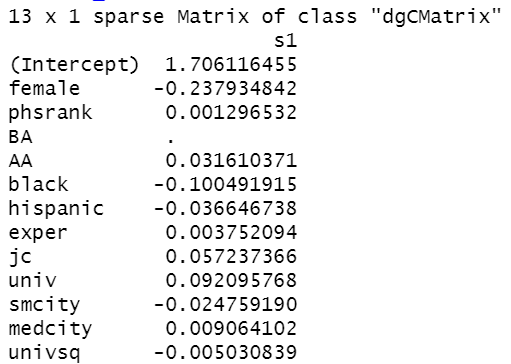 13 x 1 sparse Matrix of class "dgCMatrix"
s1
(Intercept) 1.706116455
female -0.237934842
phsrank 0.001296532
BA .
AA 0.031610371
black -0.100491915
hispanic -0.036646738
exper 0.003752094
jc 0.057237366
univ 0.092095768
smcity -0.024759190
medcity 0.009064102
univsq -0.005030839